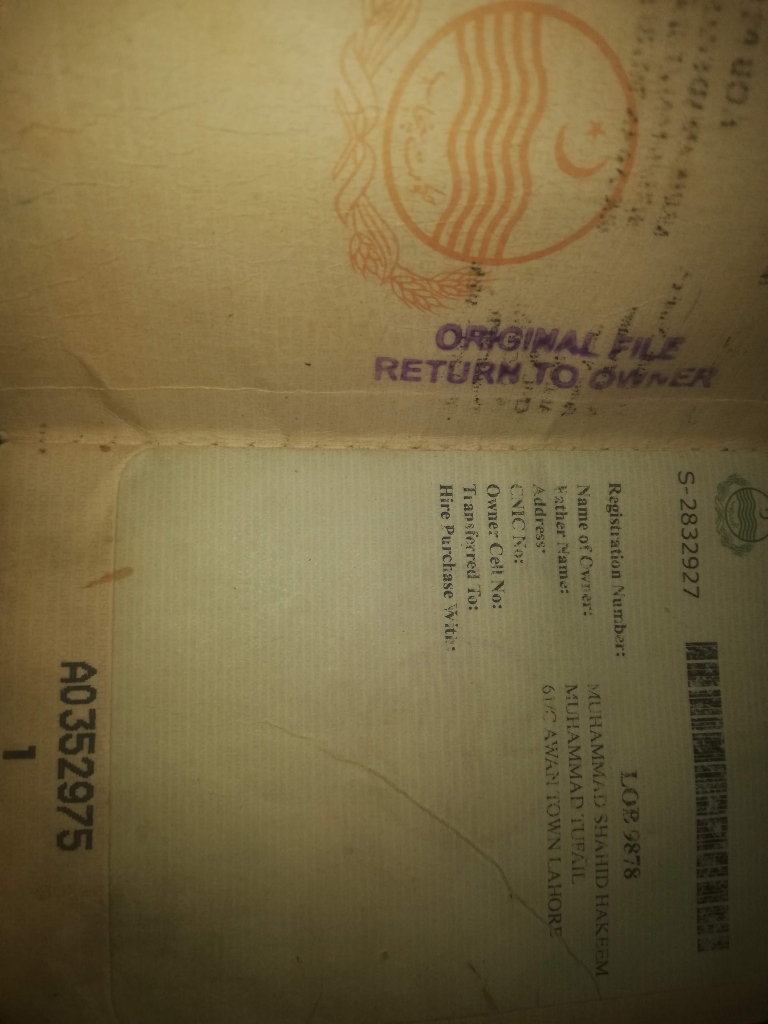 ORIGINAL FILE
RETURN TO OWNER
S-2832927
Registration Number: LOB 9878
Name of Owner: MUHAMMAD SHAHID HAKEEM
Father Name: MUHAMMAD TUFAIL
Address: 61/C AWAN TOWN LAHORE
CNIC No:
Owner Cell No:
Transferred To:
Hire Purchase With:
A0352975
1